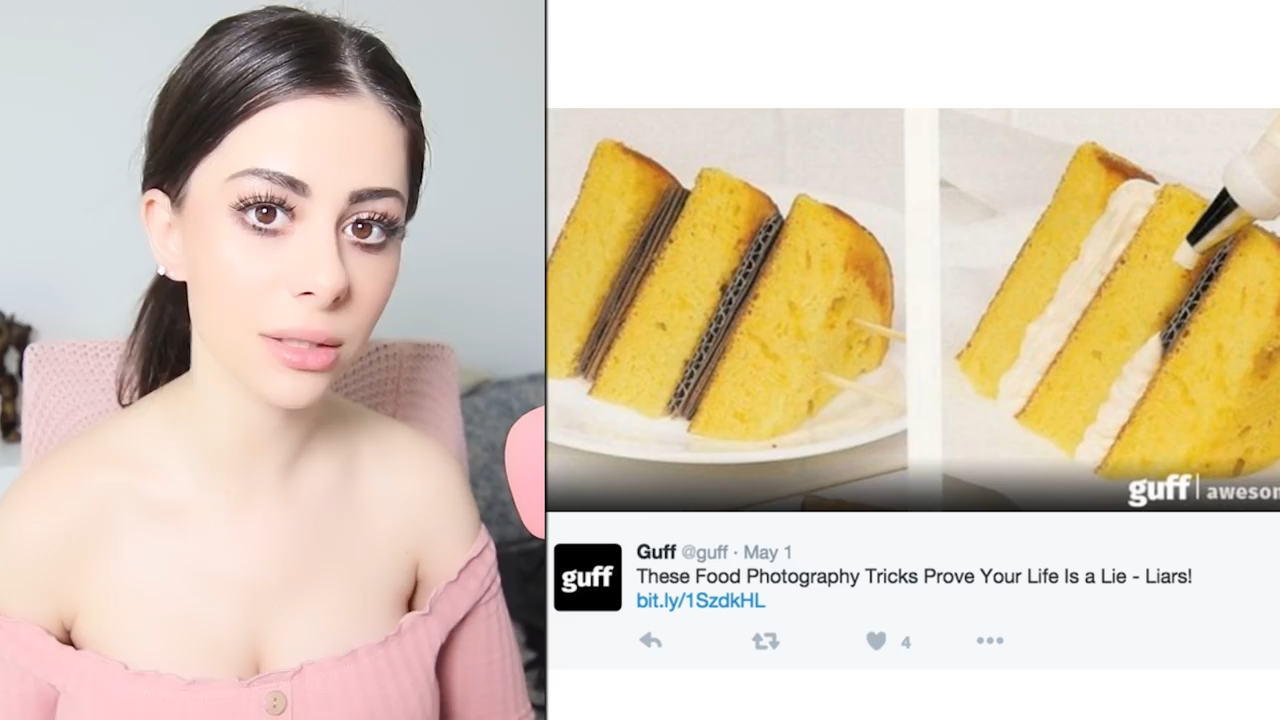 guff | awesom
guff
Guff @guff · May 1
These Food Photography Tricks Prove Your Life Is a Lie - Liars!
bit.ly/1SzdkHL
4